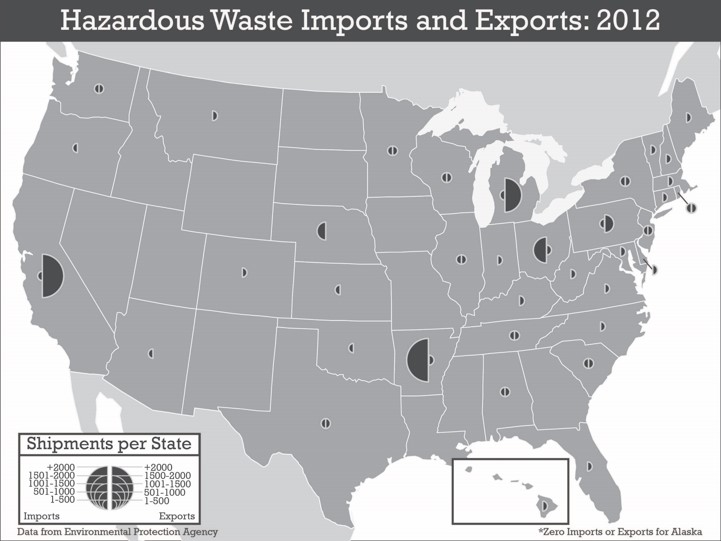 Hazardous Waste Imports and Exports: 2012
Shipments per State
+2000 +2000
1501-2000 1500-2000
1001-1500 1001-1500
501-1000 501-1000
1-500 1-500
Imports Exports
Data from Environmental Protection Agency
*Zero Imports or Exports for Alaska